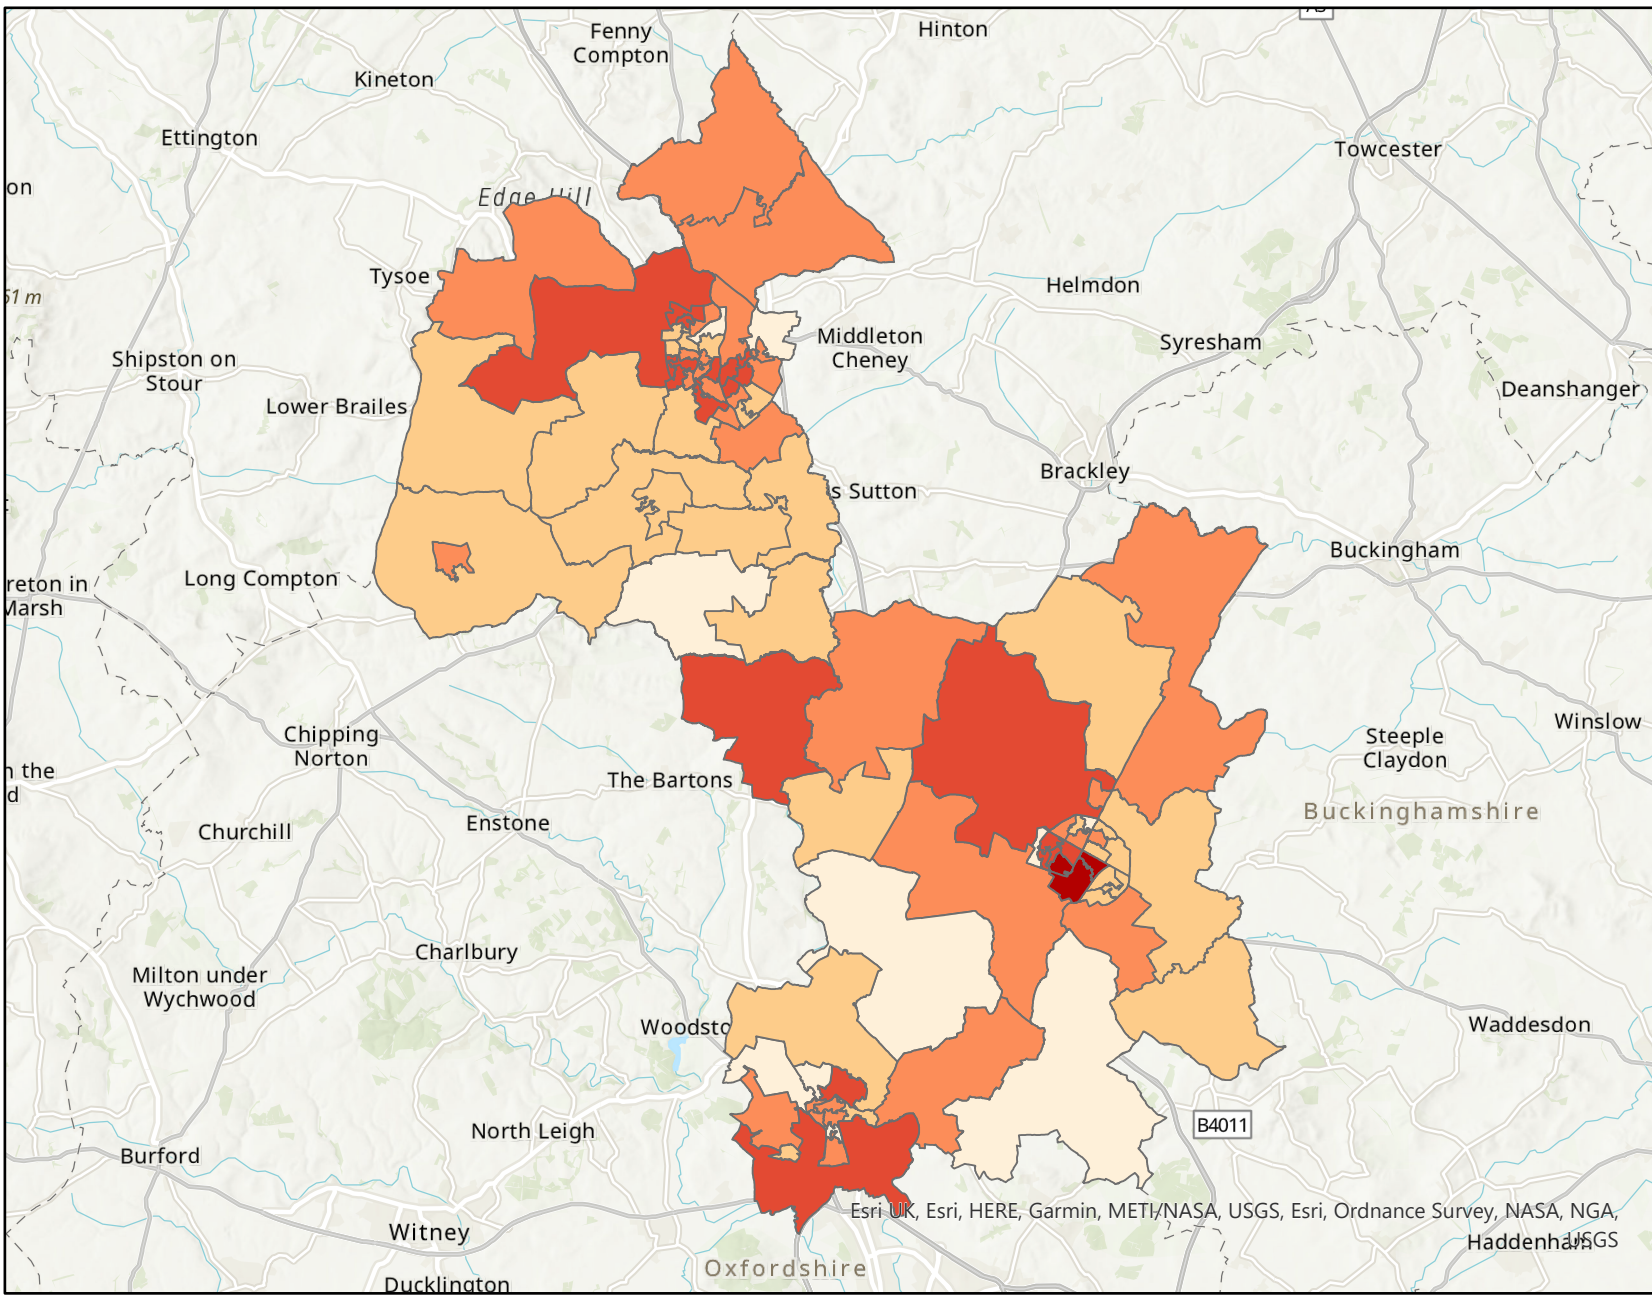 A5
Hinton
Fenny
Compton
Kineton
Ettington
Towcester
on
Edge Hill
Tysoe
Helmdon
51 m
Middleton
Cheney
Syresham
Shipston on
Stour
Deanshanger
Lower Brailes
Brackley
s Sutton
Buckingham
Long Compton
reton in
Marsh
Winslow
Chipping
Norton
Steeple
Claydon
n the
d
The Bartons
Buckinghamshire
Enstone
Churchill
Charlbury
Milton under
Wychwood
Woodsto
Waddesdon
North Leigh
B4011
Burford
Esri UK, Esri, HERE, Garmin, METI/NASA, USGS, Esri, Ordnance Survey, NASA, NGA,
USGS
Witney
Haddenham
Oxfordshire
Ducklington